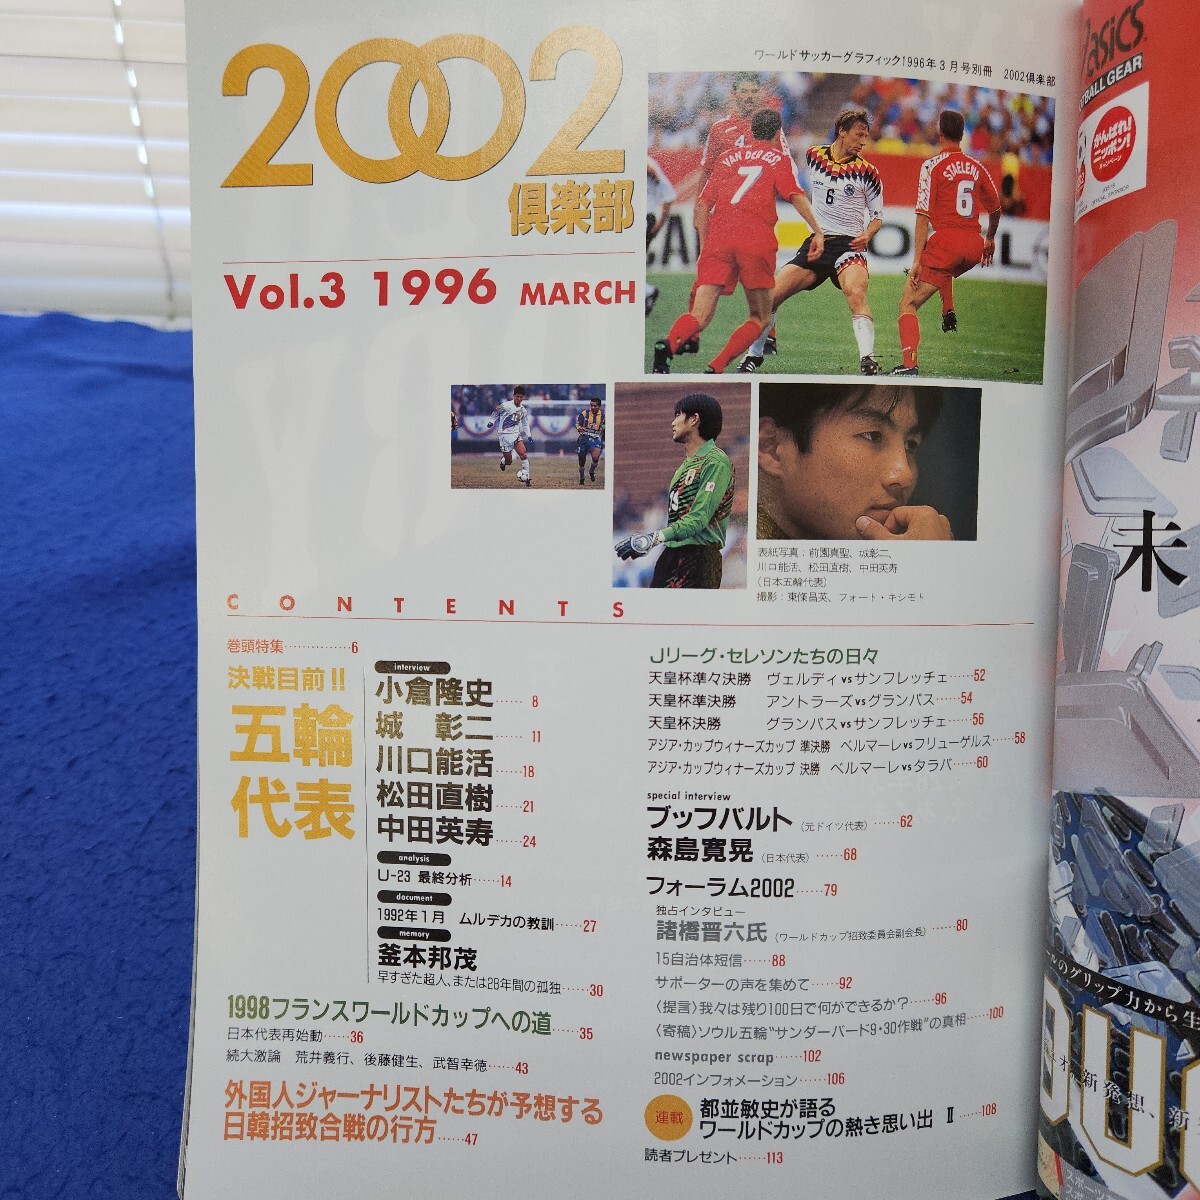 2002
倶楽部
ワールドサッカーグラフィック1996年3月号別冊 2002倶楽部
Vol.3 1996 MARCH
VAN DER ELS
7
4
6
STAELENS
6
表紙写真：前園真聖、城彰二、
川口能活、松田直樹、中田英寿
（日本五輪代表）
撮影：東條昌英、フォート・キシモト
CONTENTS
巻頭特集……………6
決戦目前!!
五輪
代表
interview
小倉隆史……8
城 彰二……11
川口能活……18
松田直樹……21
中田英寿……24
analysis
U-23 最終分析……14
document
1992年1月 ムルデカの教訓……27
memory
釜本邦茂
早すぎた超人、または28年間の孤独……30
1998フランスワールドカップへの道……35
日本代表再始動……36
続大激論 荒井義行、後藤健生、武智幸徳……43
外国人ジャーナリストたちが予想する
日韓招致合戦の行方……47
Jリーグ・セレソンたちの日々
天皇杯準々決勝 ヴェルディvsサンフレッチェ……52
天皇杯準決勝 アントラーズvsグランパス……54
天皇杯決勝 グランパスvsサンフレッチェ……56
アジア・カップウィナーズカップ 準決勝 ベルマーレvsフリューゲルス……58
アジア・カップウィナーズカップ 決勝 ベルマーレvsタラバ……60
special interview
ブッフバルト（元ドイツ代表）……62
森島寛晃（日本代表）……68
フォーラム2002……79
独占インタビュー
諸橋晋六氏（ワールドカップ招致委員会副会長）……80
15自治体短信……88
サポーターの声を集めて……92
〈提言〉我々は残り100日で何ができるか？……96
〈寄稿〉ソウル五輪“サンダーバード9・30作戦”の真相……100
newspaper scrap……102
2002インフォメーション……106
連載
都並敏史が語る
ワールドカップの熱き思い出 Ⅱ……108
読者プレゼント……113
asics
TBALL GEAR
がんばれ!
ニッポン!
キャンペーン
未
ールのグリップ力から生
新発想、新